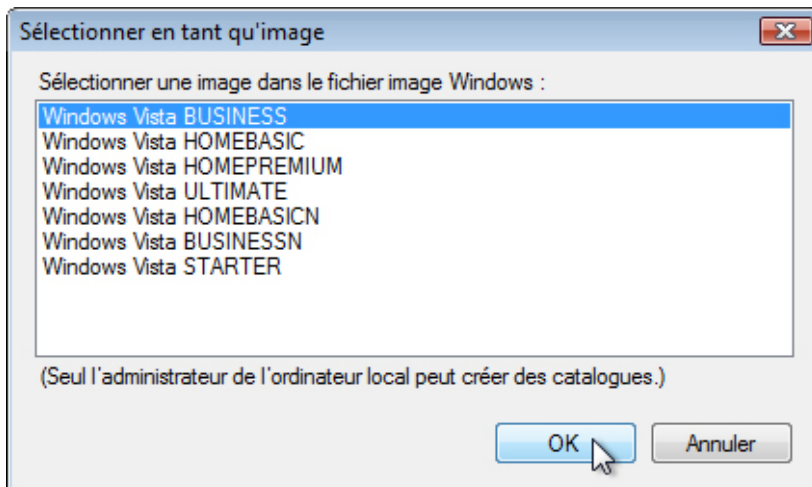 Sélectionner en tant qu'image
Sélectionner une image dans le fichier image Windows :
Windows Vista BUSINESS
Windows Vista HOMEBASIC
Windows Vista HOMEPREMIUM
Windows Vista ULTIMATE
Windows Vista HOMEBASICN
Windows Vista BUSINESSN
Windows Vista STARTER
(Seul l'administrateur de l'ordinateur local peut créer des catalogues.)
OK Annuler